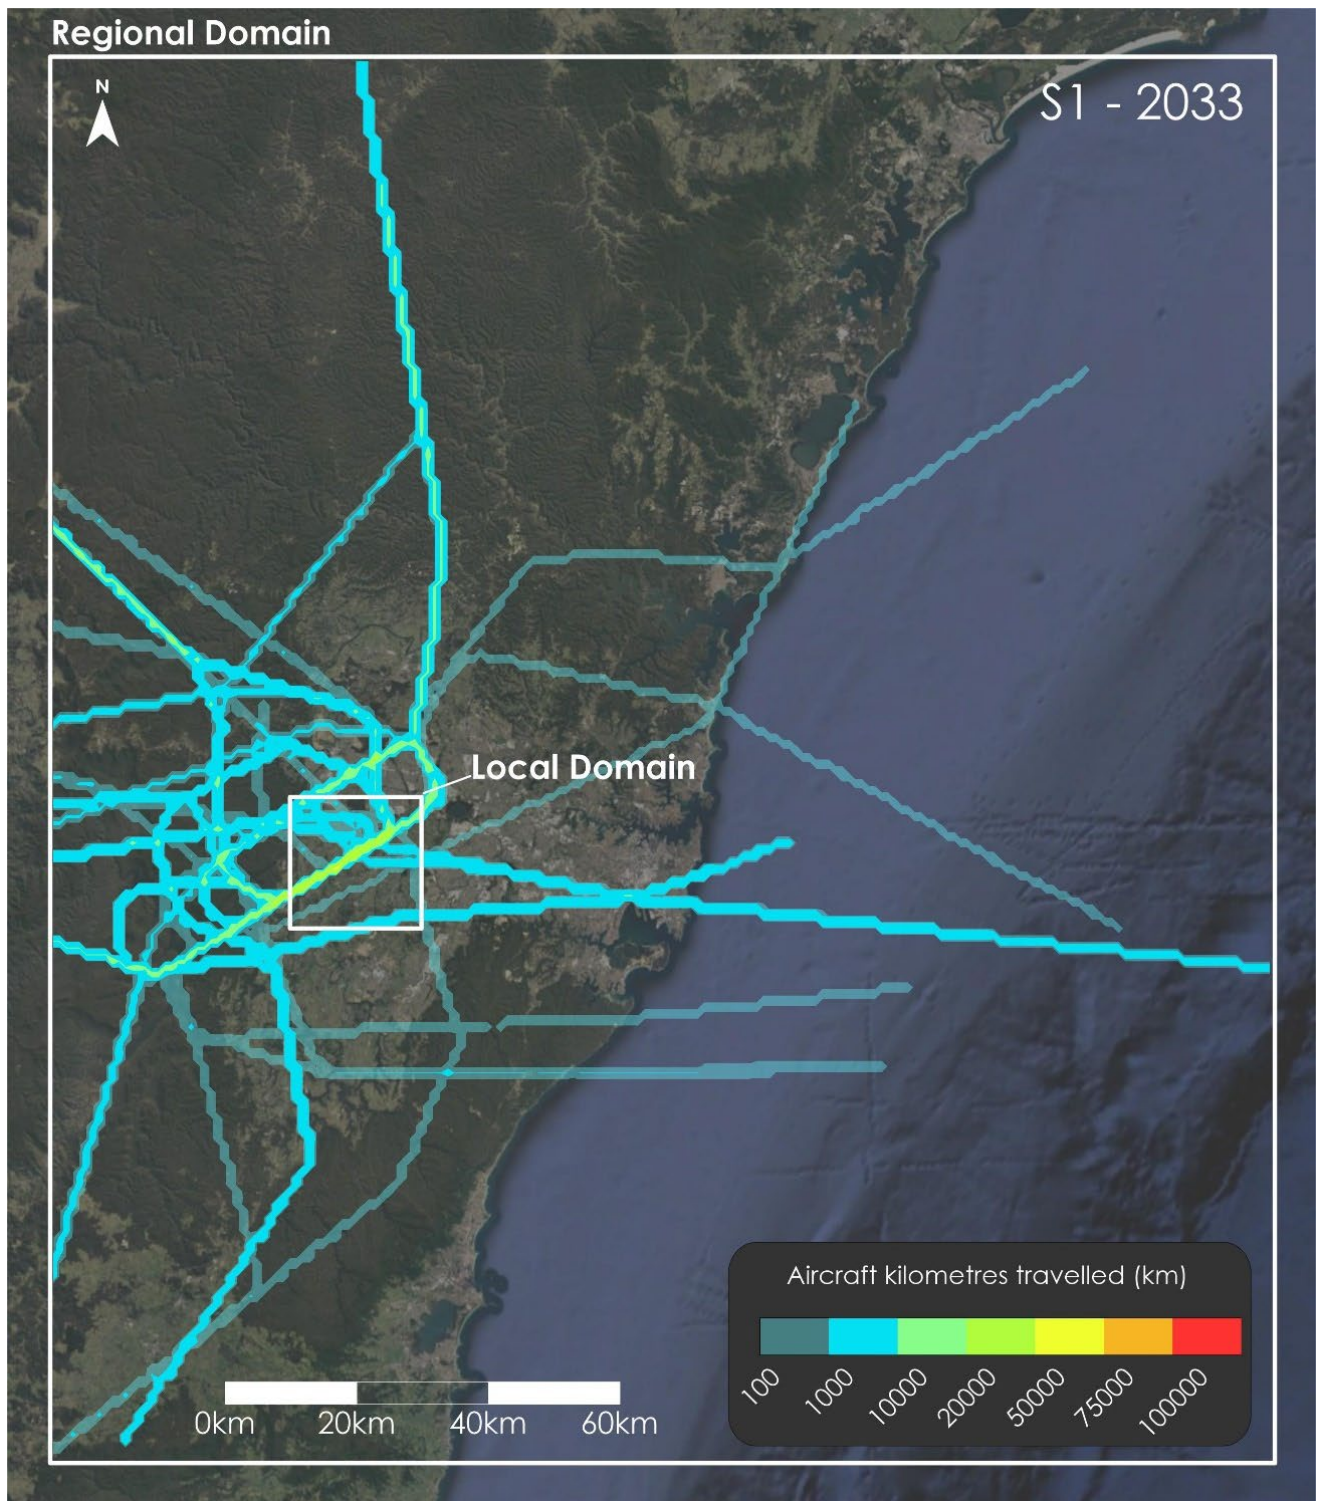 Regional Domain
N
S1 - 2033
Local Domain
Aircraft kilometres travelled (km)
100 1000 10000 20000 50000 75000 100000
0km 20km 40km 60km